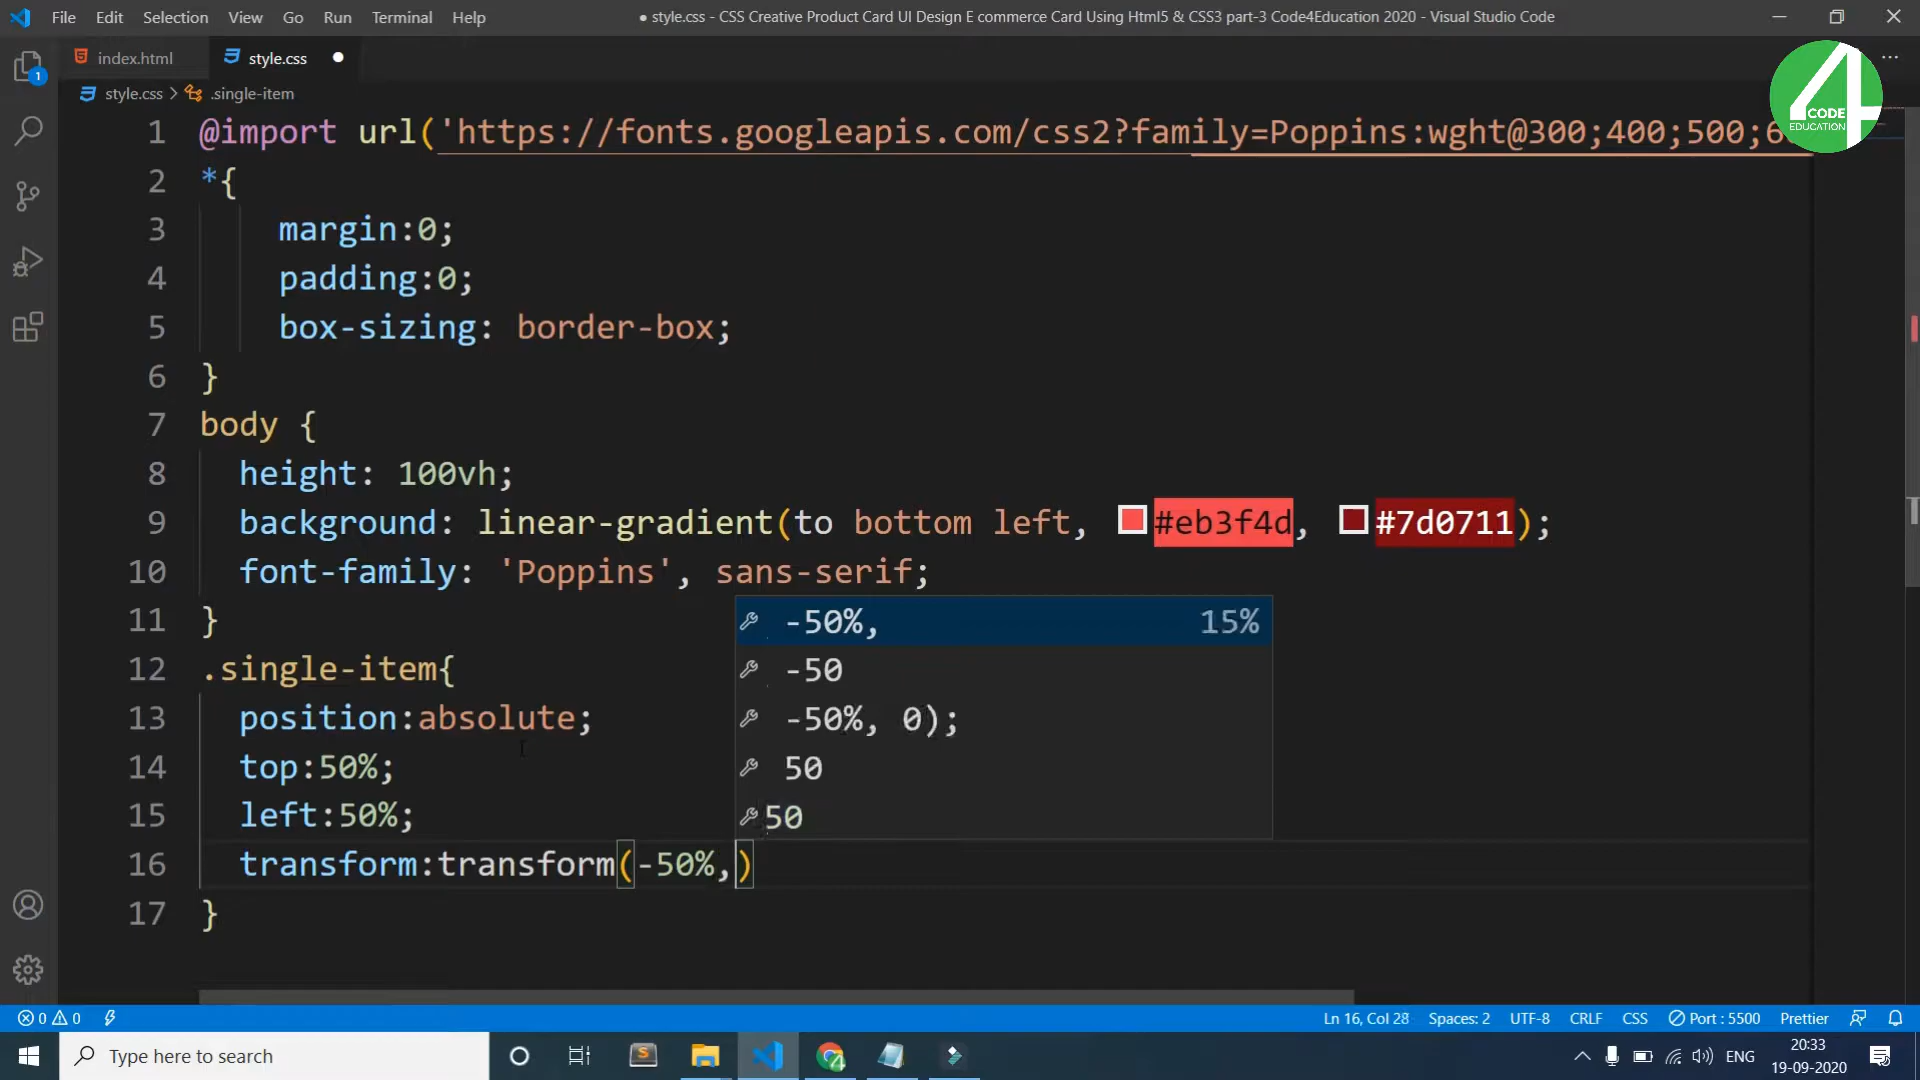 File Edit Selection View Go Run Terminal Help
● style.css - CSS Creative Product Card UI Design E commerce Card Using Html5 & CSS3 part-3 Code4Education 2020 - Visual Studio Code
index.html style.css ●
style.css > .single-item
4
CODE
EDUCATION
1
1 @import url('https://fonts.googleapis.com/css2?family=Poppins:wght@300;400;500;6
2 *{
3 margin:0;
4 padding:0;
5 box-sizing: border-box;
6 }
7 body {
8 height: 100vh;
9 background: linear-gradient(to bottom left, #eb3f4d, #7d0711);
10 font-family: 'Poppins', sans-serif;
11 }
-50%, 15%
12 .single-item{
-50
13 position:absolute;
-50%, 0);
14 top:50%;
50
15 left:50%;
50
16 transform:transform(-50%,)
17 }
0 0 Ln 16, Col 28 Spaces: 2 UTF-8 CRLF CSS Port : 5500 Prettier
Type here to search
ENG
20:33
19-09-2020